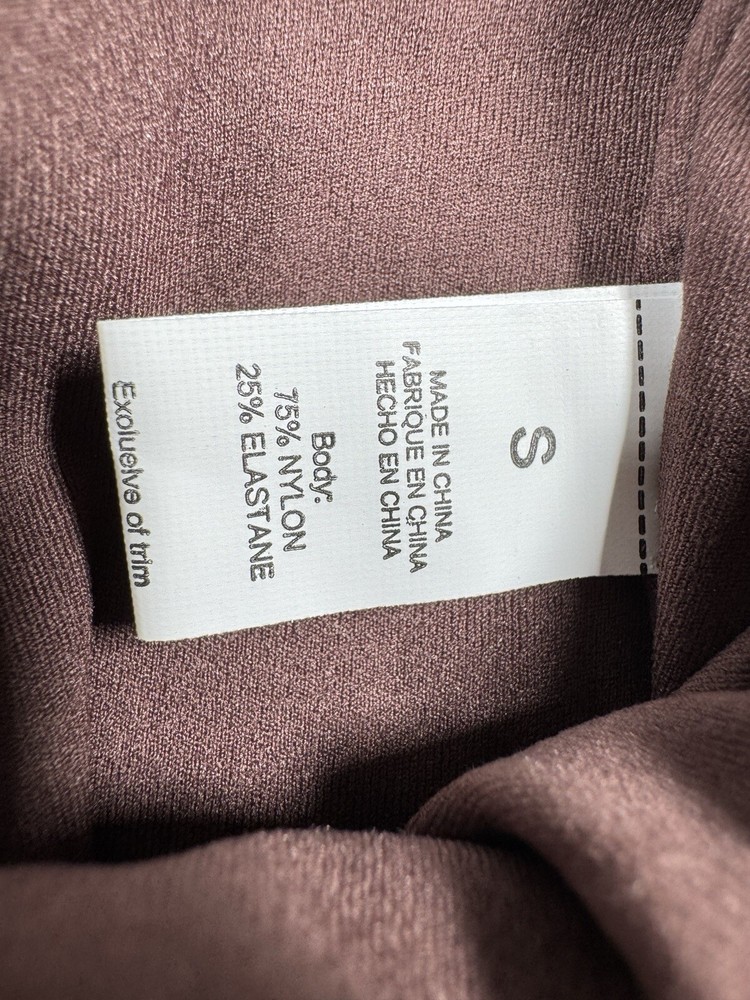 S
MADE IN CHINA
FABRIQUE EN CHINA
HECHO EN CHINA
Body:
75% NYLON
25% ELASTANE
Exoluelve of trim